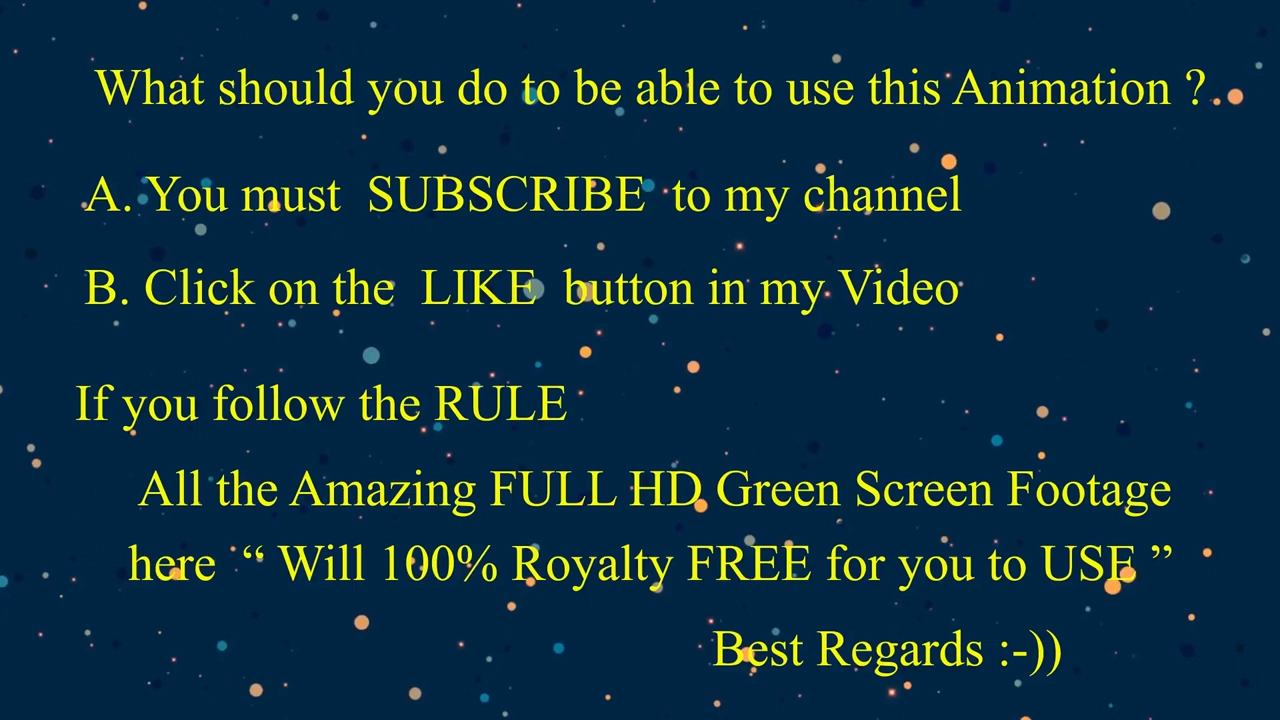 What should you do to be able to use this Animation ?
A. You must SUBSCRIBE to my channel
B. Click on the LIKE button in my Video
If you follow the RULE
All the Amazing FULL HD Green Screen Footage
here “ Will 100% Royalty FREE for you to USE ”
Best Regards :-))